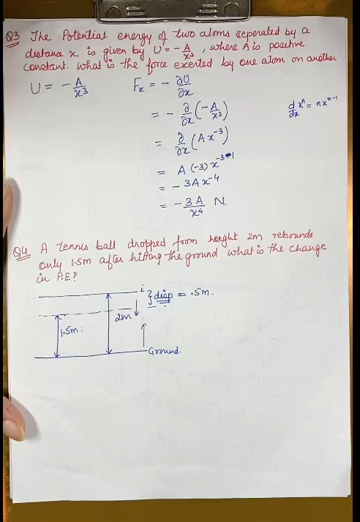 Q3 The Potential energy of two atoms seperated by a
distance x is given by U = -A/x³, where A is positive
constant. What is the force exerted by one atom on another
U = -A/x³
Fx = -∂U/∂x
= -∂/∂x(-A/x³)
d/dx xⁿ = nxⁿ⁻¹
= ∂/∂x(Ax⁻³)
= A(-3)x⁻³⁻¹
= -3Ax⁻⁴
= -3A/x⁴ N
Q4 A tennis ball dropped from height 2m rebounds
only 1.5m after hitting the ground what is the change
in P.E?
i
} disp = .5m.
1.5m
2m
Ground.